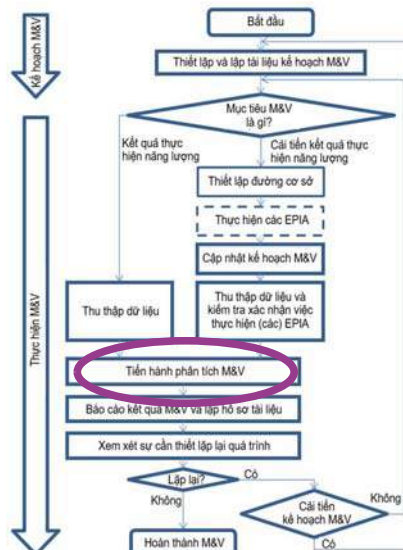 Kế hoạch M&V
Thực hiện M&V
Bắt đầu
Thiết lập và lập tài liệu kế hoạch M&V
Mục tiêu M&V
là gì?
Kết quả thực
hiện năng lượng
Cải tiến kết quả thực
hiện năng lượng
Thiết lập đường cơ sở
Thực hiện các EPIA
Cập nhật kế hoạch M&V
Thu thập dữ liệu
Thu thập dữ liệu và
kiểm tra xác nhận việc
thực hiện (các) EPIA
Tiến hành phân tích M&V
Báo cáo kết quả M&V và lập hồ sơ tài liệu
Xem xét sự cần thiết lập lại quá trình
Lặp lại?
Có
Không
Cải tiến
kế hoạch M&V
Không
Hoàn thành M&V
Có